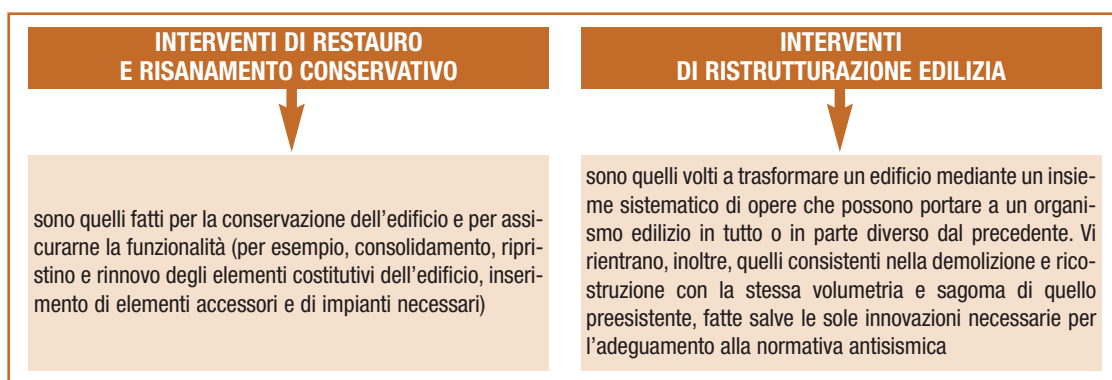 INTERVENTI DI RESTAURO
E RISANAMENTO CONSERVATIVO
sono quelli fatti per la conservazione dell'edificio e per assi-
curarne la funzionalità (per esempio, consolidamento, ripri-
stino e rinnovo degli elementi costitutivi dell'edificio, inseri-
mento di elementi accessori e di impianti necessari)
INTERVENTI
DI RISTRUTTURAZIONE EDILIZIA
sono quelli volti a trasformare un edificio mediante un insie-
me sistematico di opere che possono portare a un organi-
smo edilizio in tutto o in parte diverso dal precedente. Vi
rientrano, inoltre, quelli consistenti nella demolizione e rico-
struzione con la stessa volumetria e sagoma di quello
preesistente, fatte salve le sole innovazioni necessarie per
l'adeguamento alla normativa antisismica